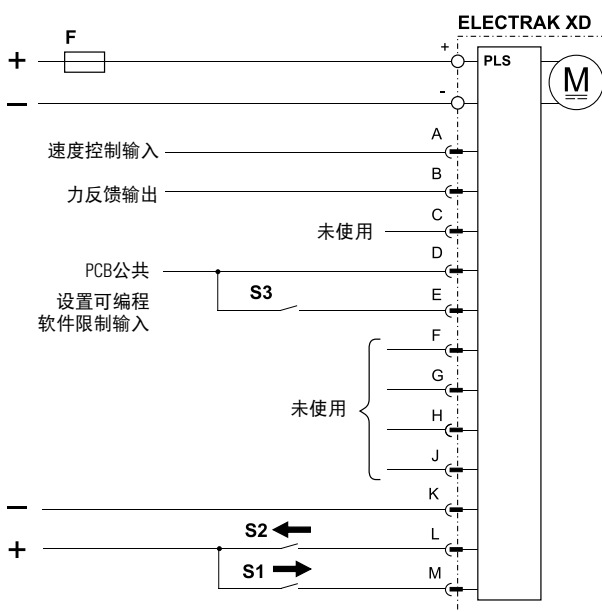 ELECTRAK XD
F
+
+
PLS
M
−
-
A
速度控制输入
B
力反馈输出
C
未使用
D
PCB公共
S3
E
设置可编程
软件限制输入
F
G
未使用
H
J
K
−
S2
L
+
S1
M